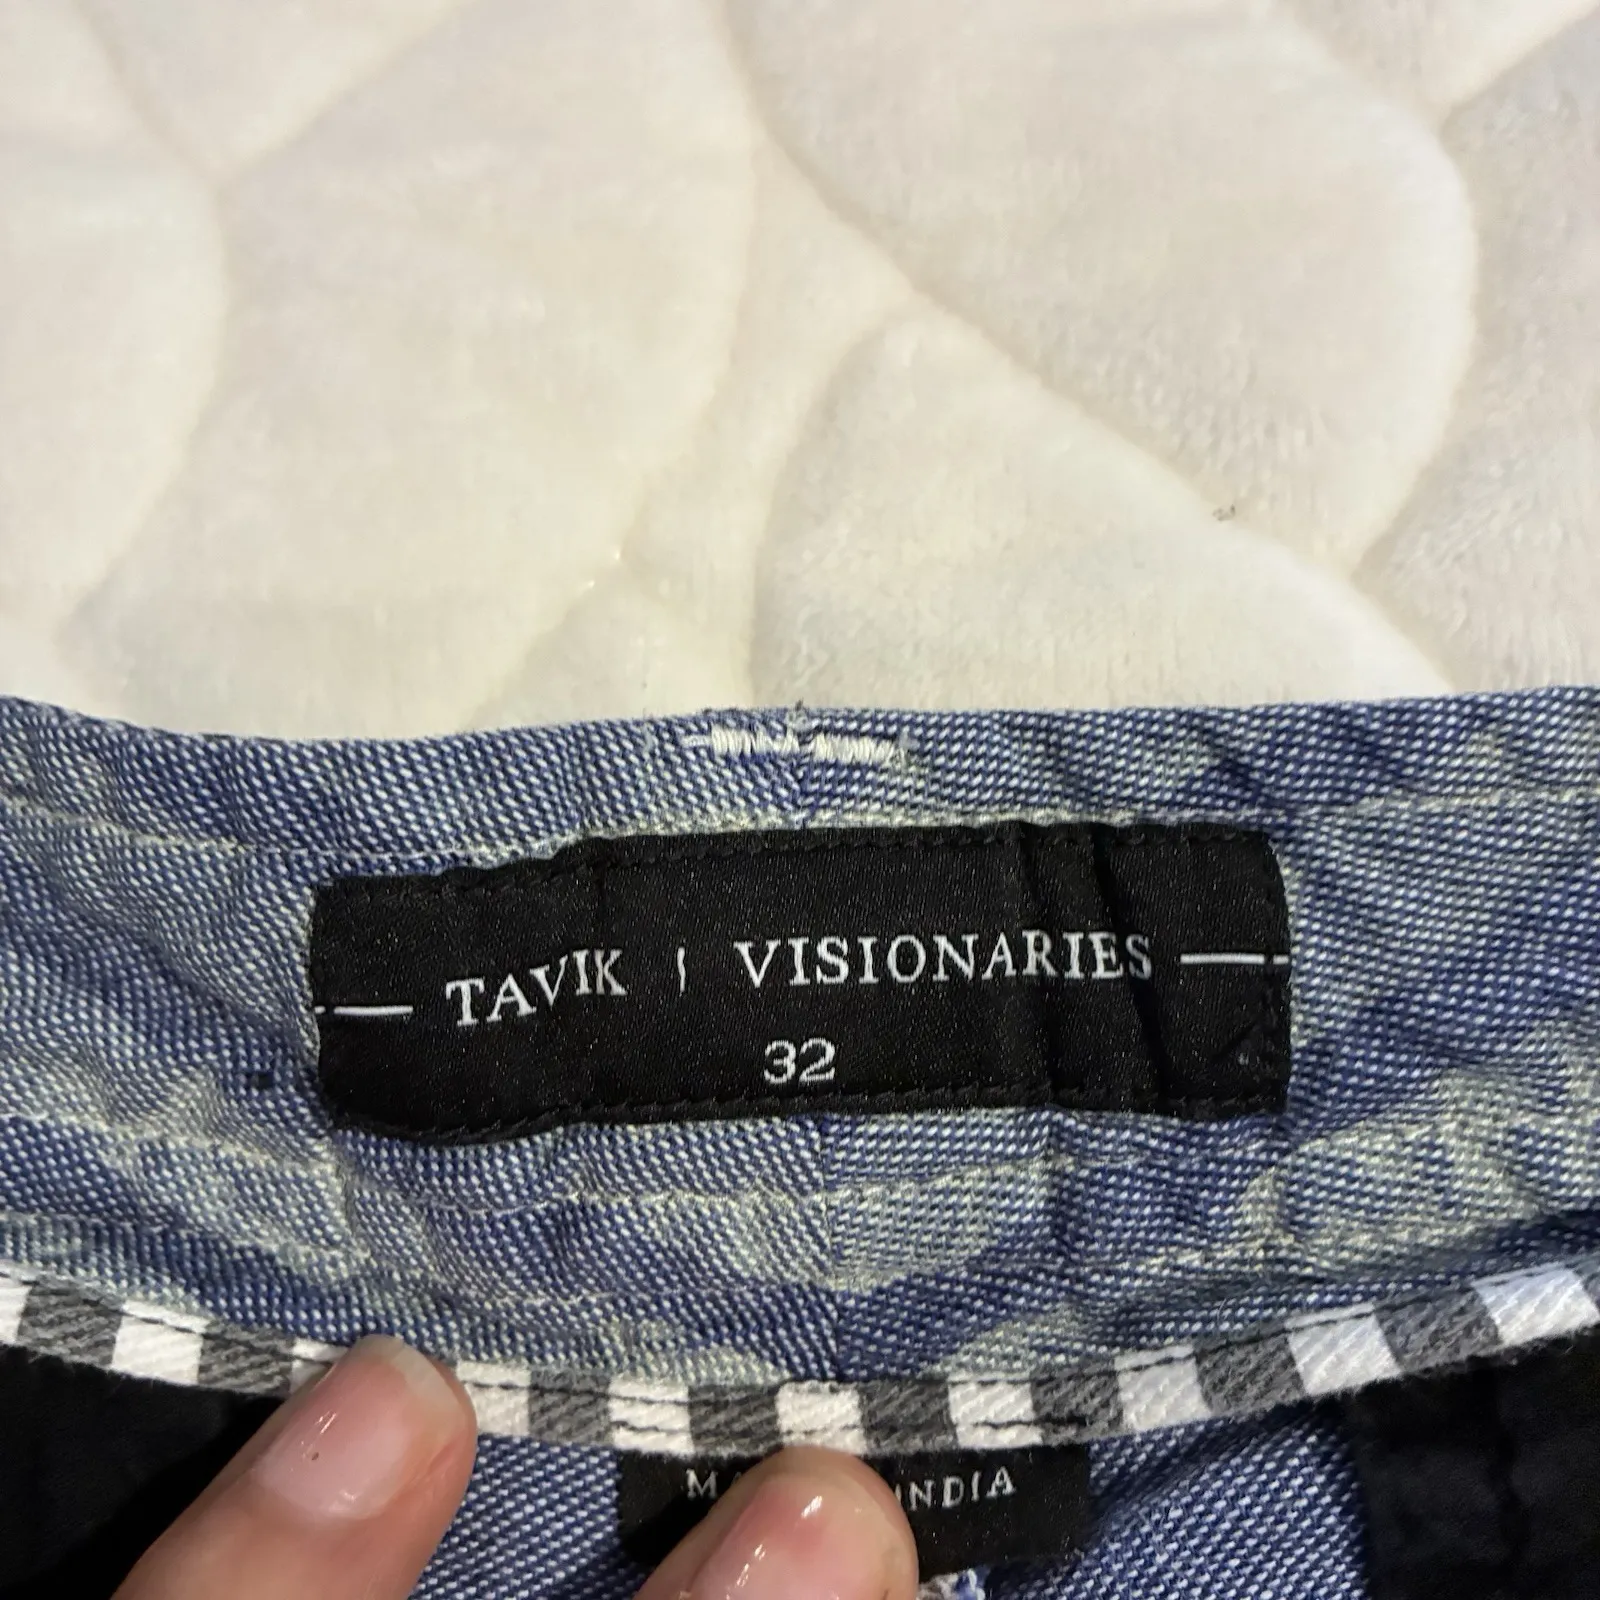 TAVIK | VISIONARIES
32
INDIA